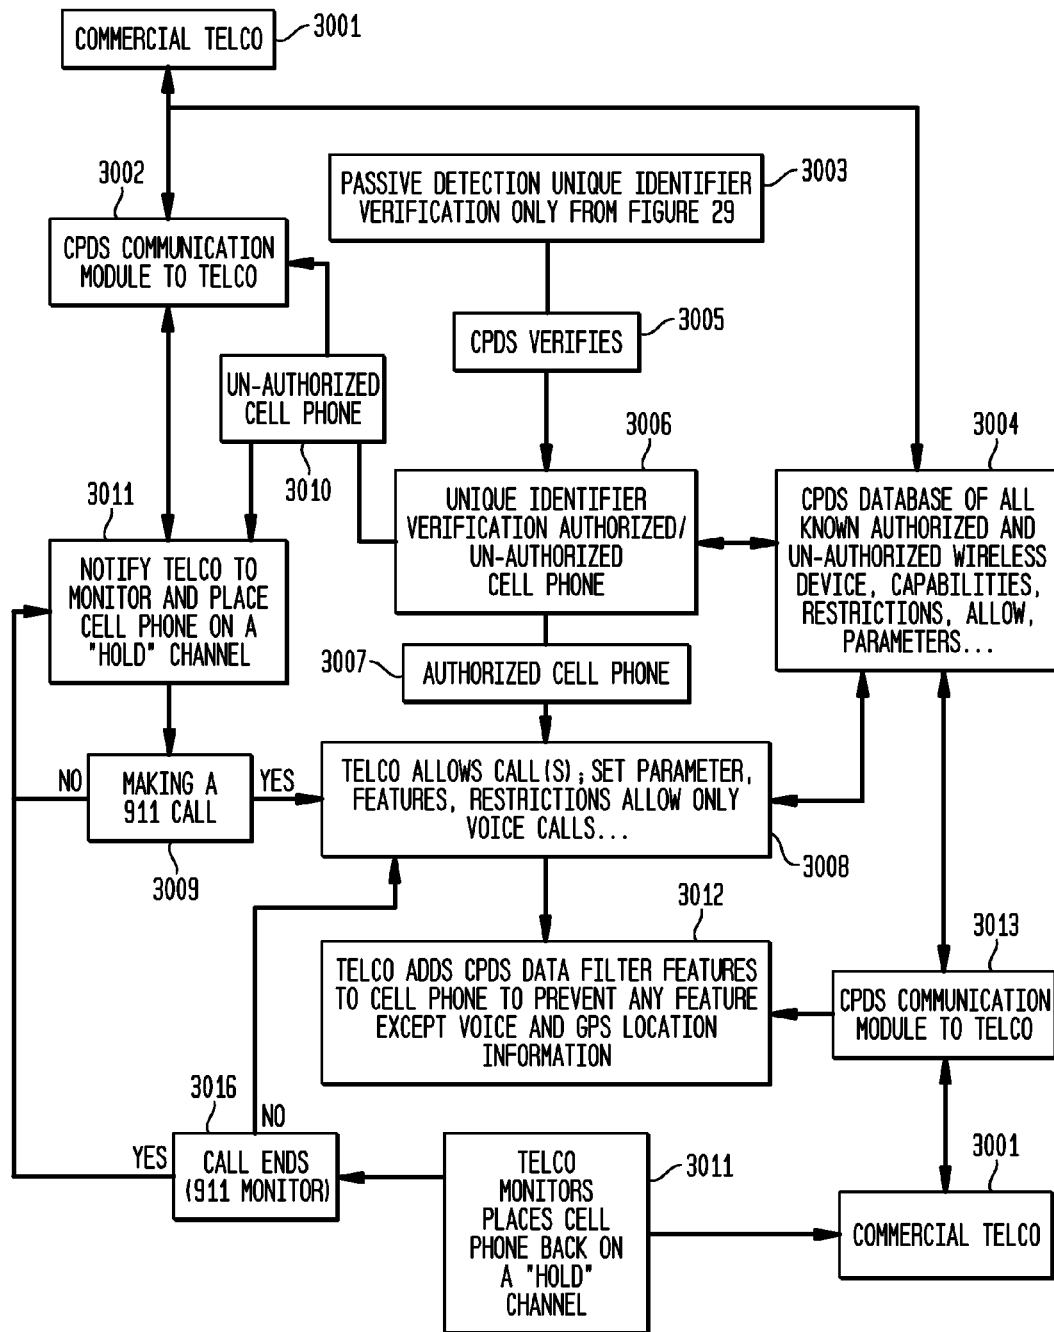 COMMERCIAL TELCO
3001
3002
CPDS COMMUNICATION
MODULE TO TELCO
PASSIVE DETECTION UNIQUE IDENTIFIER
VERIFICATION ONLY FROM FIGURE 29
3003
CPDS VERIFIES
3005
UN-AUTHORIZED
CELL PHONE
3010
3006
UNIQUE IDENTIFIER
VERIFICATION AUTHORIZED/
UN-AUTHORIZED
CELL PHONE
3004
CPDS DATABASE OF ALL
KNOWN AUTHORIZED AND
UN-AUTHORIZED WIRELESS
DEVICE, CAPABILITIES,
RESTRICTIONS, ALLOW,
PARAMETERS...
3011
NOTIFY TELCO TO
MONITOR AND PLACE
CELL PHONE ON A
"HOLD" CHANNEL
3007
AUTHORIZED CELL PHONE
NO
MAKING A
911 CALL
YES
3009
TELCO ALLOWS CALL(S); SET PARAMETER,
FEATURES, RESTRICTIONS ALLOW ONLY
VOICE CALLS...
3008
3012
TELCO ADDS CPDS DATA FILTER FEATURES
TO CELL PHONE TO PREVENT ANY FEATURE
EXCEPT VOICE AND GPS LOCATION
INFORMATION
3013
CPDS COMMUNICATION
MODULE TO TELCO
3016
NO
YES
CALL ENDS
(911 MONITOR)
TELCO
MONITORS
PLACES CELL
PHONE BACK ON
A "HOLD"
CHANNEL
3011
3001
COMMERCIAL TELCO